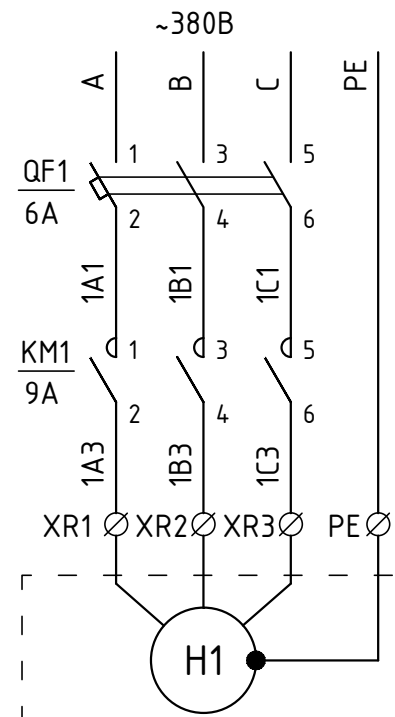 ~380В
A B C PE
1 3 5
QF1
6A
2 4 6
1A1 1B1 1C1
KM1
9A
1 3 5
2 4 6
1A3 1B3 1C3
XR1 XR2 XR3 PE
H1